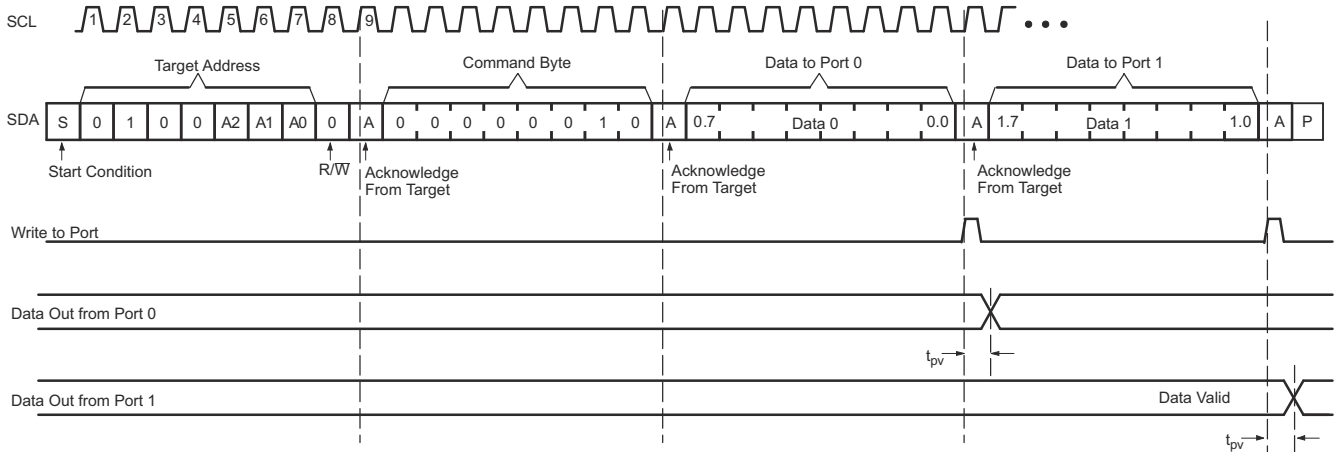 SCL 1 2 3 4 5 6 7 8 9 • • •
Target Address Command Byte Data to Port 0 Data to Port 1
SDA S 0 1 0 0 A2 A1 A0 0 A 0 0 0 0 0 0 1 0 A 0.7 Data 0 0.0 A 1.7 Data 1 1.0 A P
Start Condition R/W̅ Acknowledge From Target Acknowledge From Target Acknowledge From Target
Write to Port
Data Out from Port 0
tpv
Data Out from Port 1 Data Valid
tpv